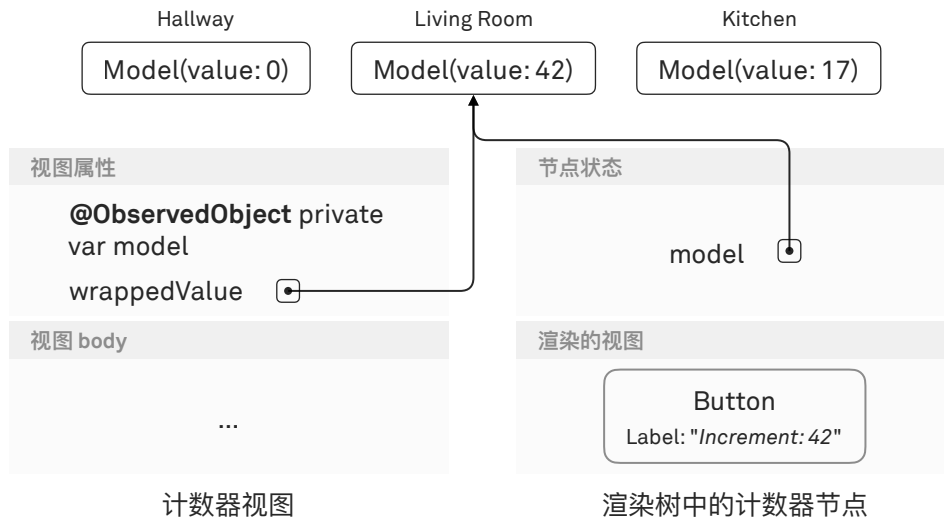 Hallway
Living Room
Kitchen
Model(value: 0)
Model(value: 42)
Model(value: 17)
视图属性
@ObservedObject private
var model
wrappedValue
节点状态
model
视图 body
...
渲染的视图
Button
Label: "Increment: 42"
计数器视图
渲染树中的计数器节点